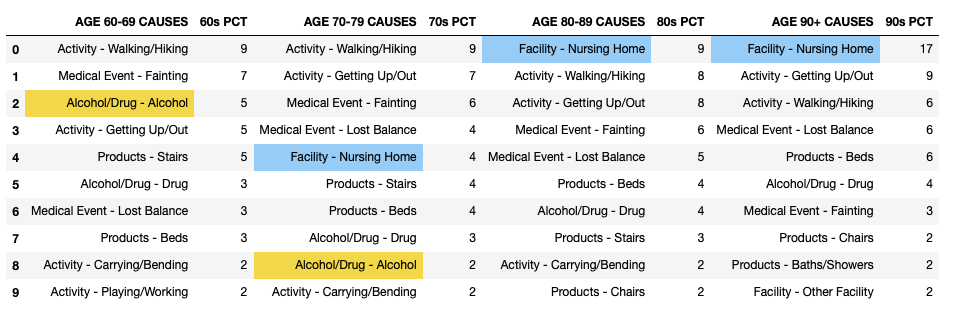 AGE 60-69 CAUSES 60s PCT AGE 70-79 CAUSES 70s PCT AGE 80-89 CAUSES 80s PCT AGE 90+ CAUSES 90s PCT
0 Activity - Walking/Hiking 9 Activity - Walking/Hiking 9 Facility - Nursing Home 9 Facility - Nursing Home 17
1 Medical Event - Fainting 7 Activity - Getting Up/Out 7 Activity - Walking/Hiking 8 Activity - Getting Up/Out 9
2 Alcohol/Drug - Alcohol 5 Medical Event - Fainting 6 Activity - Getting Up/Out 8 Activity - Walking/Hiking 6
3 Activity - Getting Up/Out 5 Medical Event - Lost Balance 4 Medical Event - Fainting 6 Medical Event - Lost Balance 6
4 Products - Stairs 5 Facility - Nursing Home 4 Medical Event - Lost Balance 5 Products - Beds 6
5 Alcohol/Drug - Drug 3 Products - Stairs 4 Products - Beds 4 Alcohol/Drug - Drug 4
6 Medical Event - Lost Balance 3 Products - Beds 4 Alcohol/Drug - Drug 4 Medical Event - Fainting 3
7 Products - Beds 3 Alcohol/Drug - Drug 3 Products - Stairs 3 Products - Chairs 2
8 Activity - Carrying/Bending 2 Alcohol/Drug - Alcohol 2 Activity - Carrying/Bending 2 Products - Baths/Showers 2
9 Activity - Playing/Working 2 Activity - Carrying/Bending 2 Products - Chairs 2 Facility - Other Facility 2